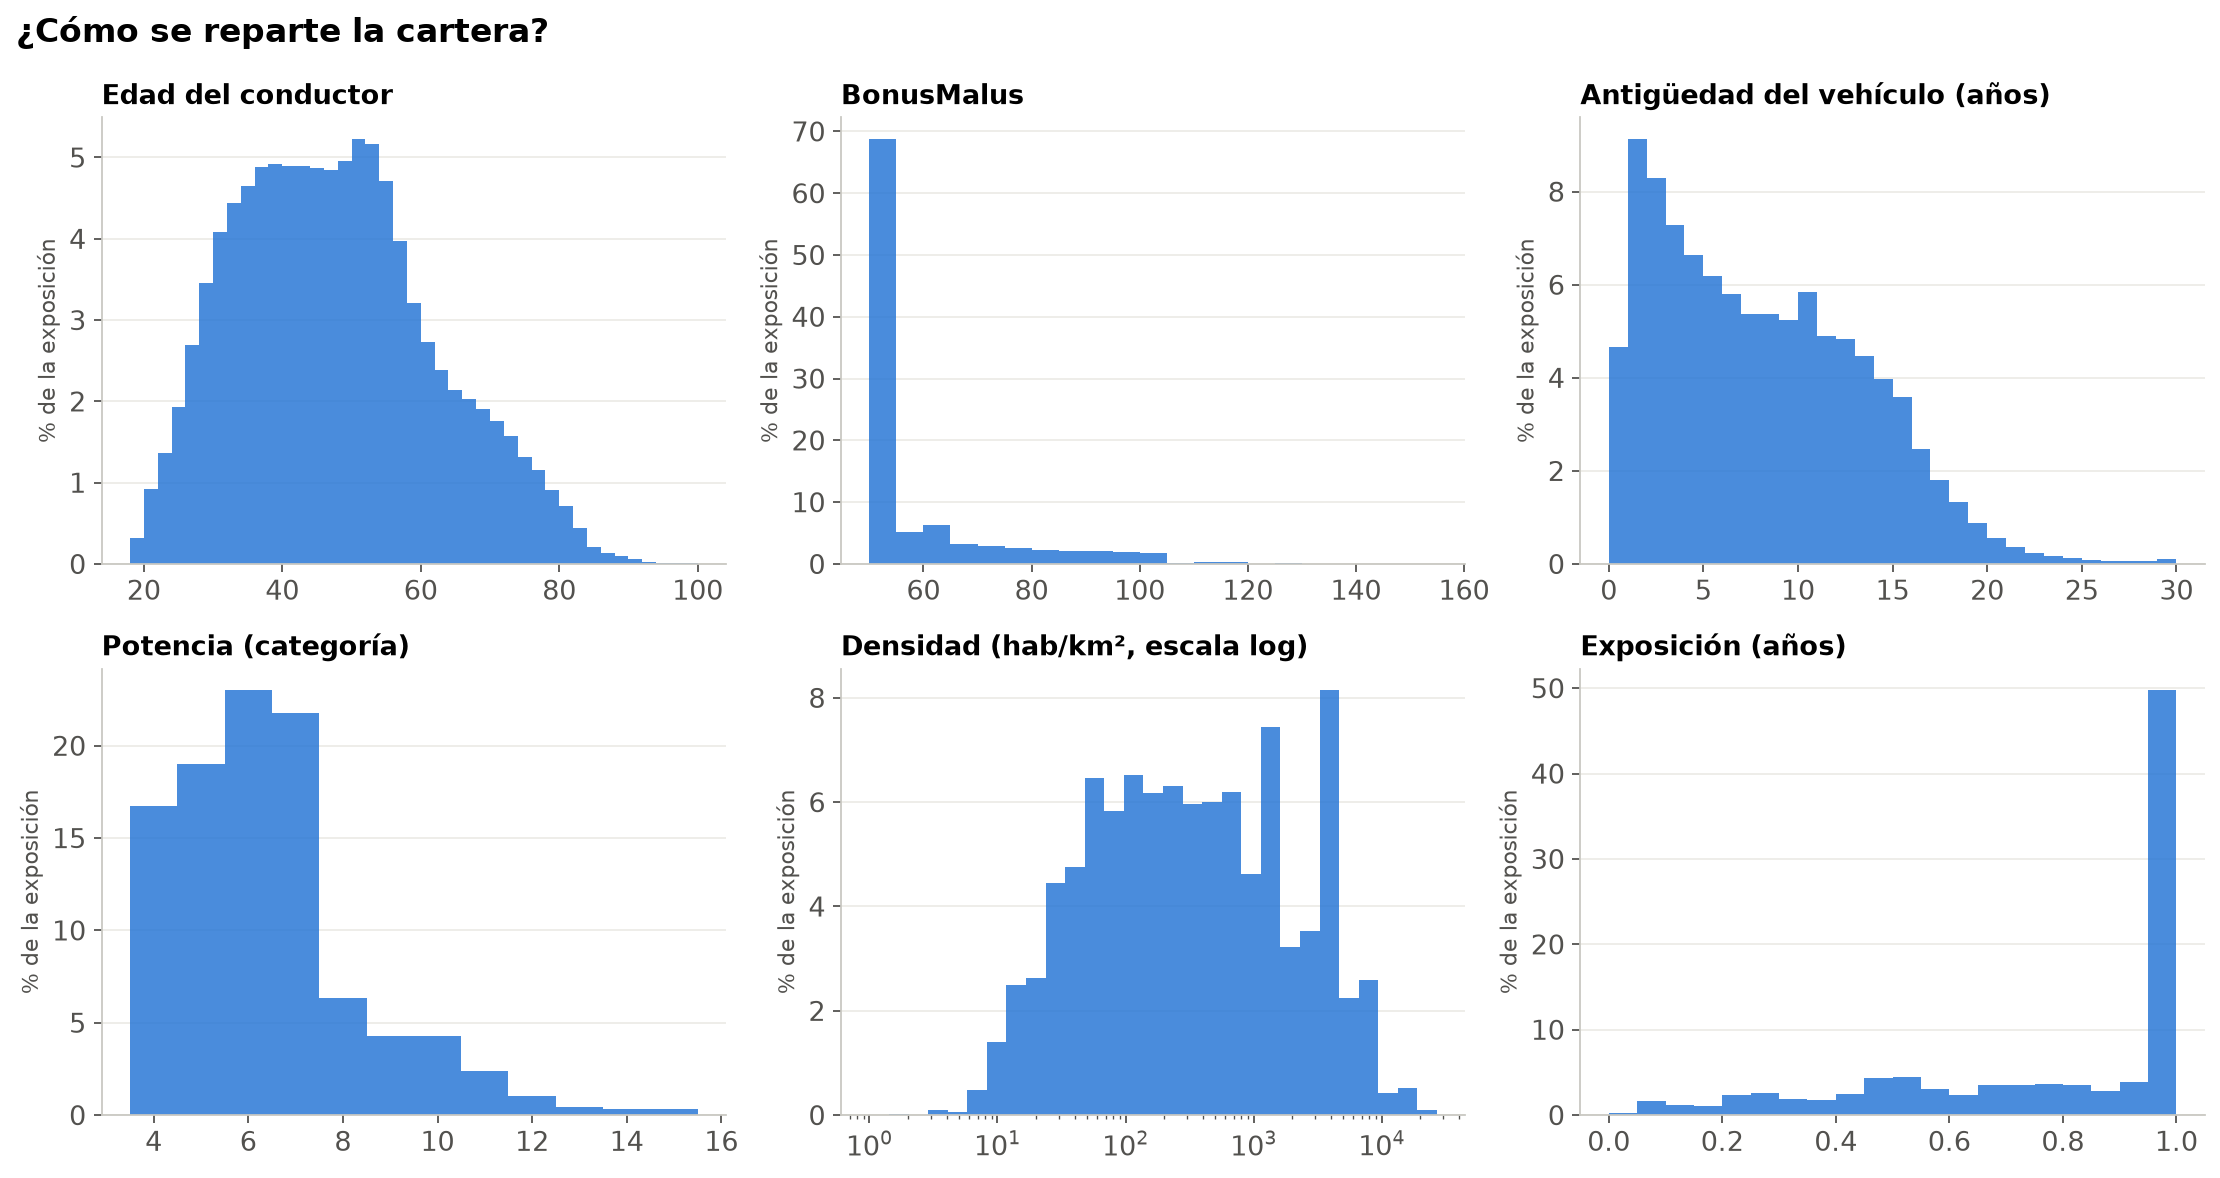 ¿Cómo se reparte la cartera?
Edad del conductor
% de la exposición
5
4
3
2
1
0
20 40 60 80 100
BonusMalus
% de la exposición
70
60
50
40
30
20
10
0
60 80 100 120 140 160
Antigüedad del vehículo (años)
% de la exposición
8
6
4
2
0
0 5 10 15 20 25 30
Potencia (categoría)
% de la exposición
20
15
10
5
0
4 6 8 10 12 14 16
Densidad (hab/km², escala log)
% de la exposición
8
6
4
2
0
10⁰ 10¹ 10² 10³ 10⁴
Exposición (años)
% de la exposición
50
40
30
20
10
0
0.0 0.2 0.4 0.6 0.8 1.0